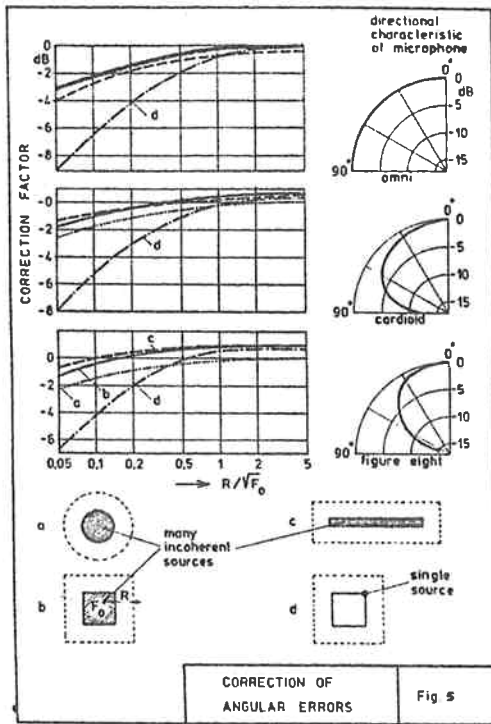 directional
characteristic
of microphone
0
dB
-2
-4
-6
-8
d
0°
0
dB
-5
-10
-15
90°
omni
CORRECTION FACTOR
-0
-2
-4
-6
-8
d
0°
0
-5
-10
-15
90°
cardioid
0
-2
-4
-6
a
b
c
d
0°
0
-5
-10
-15
90°
figure eight
0,05 0,1 0,2 0,5 1 2 5
→ R/√F₀
a
many
incoherent
sources
c
b
F₀
R
d
single
source
CORRECTION OF
ANGULAR ERRORS
Fig 5